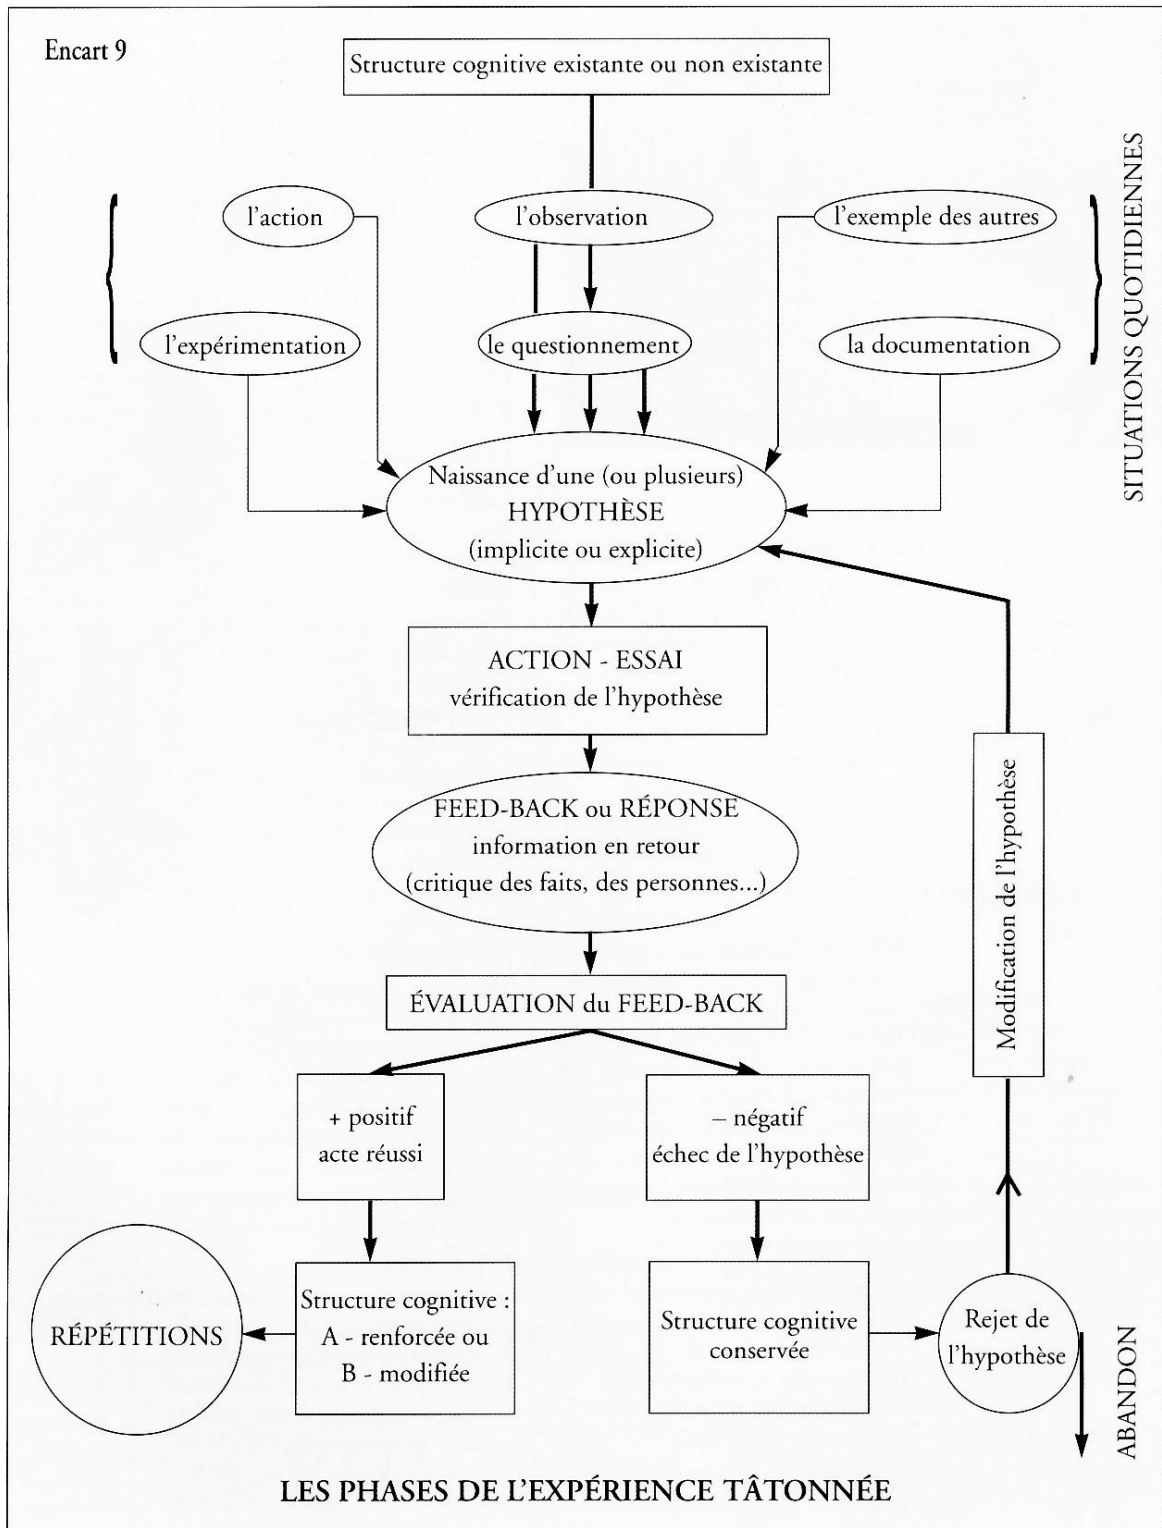 Encart 9
Structure cognitive existante ou non existante
l'action
l'observation
l'exemple des autres
l'expérimentation
le questionnement
la documentation
SITUATIONS QUOTIDIENNES
Naissance d'une (ou plusieurs)
HYPOTHÈSE
(implicite ou explicite)
ACTION - ESSAI
vérification de l'hypothèse
FEED-BACK ou RÉPONSE
information en retour
(critique des faits, des personnes...)
Modification de l'hypothèse
ÉVALUATION du FEED-BACK
+ positif
acte réussi
– négatif
échec de l'hypothèse
RÉPÉTITIONS
Structure cognitive :
A - renforcée ou
B - modifiée
Structure cognitive
conservée
Rejet de
l'hypothèse
ABANDON
LES PHASES DE L'EXPÉRIENCE TÂTONNÉE